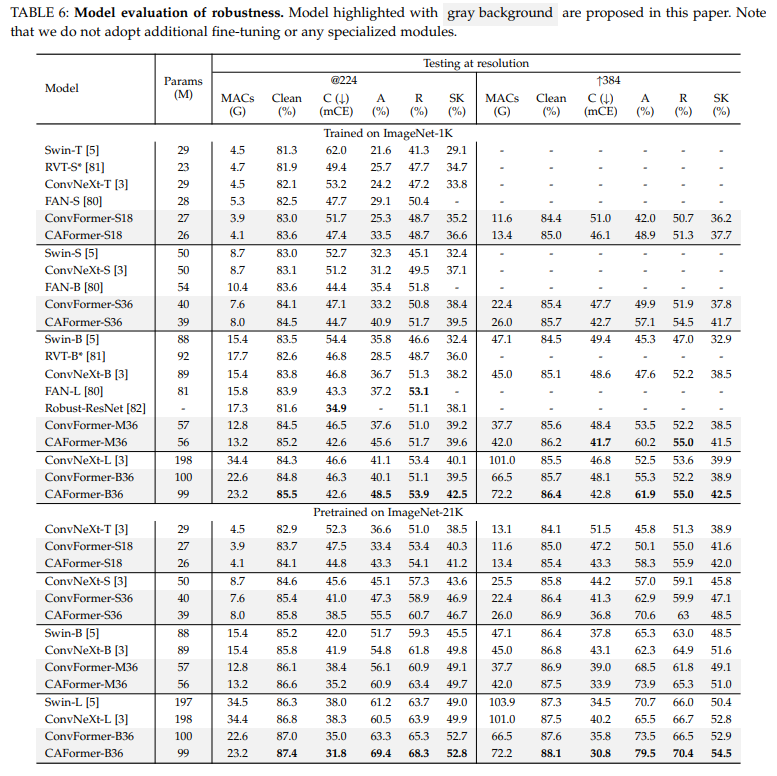 TABLE 6: Model evaluation of robustness. Model highlighted with gray background are proposed in this paper. Note
that we do not adopt additional fine-tuning or any specialized modules.
Testing at resolution
Model Params (M) @224 ↑384
MACs (G) Clean (%) C (↓) (mCE) A (%) R (%) SK (%) MACs (G) Clean (%) C (↓) (mCE) A (%) R (%) SK (%)
Trained on ImageNet-1K
Swin-T [5] 29 4.5 81.3 62.0 21.6 41.3 29.1 - - - - - -
RVT-S* [81] 23 4.7 81.9 49.4 25.7 47.7 34.7 - - - - - -
ConvNeXt-T [3] 29 4.5 82.1 53.2 24.2 47.2 33.8 - - - - - -
FAN-S [80] 28 5.3 82.5 47.7 29.1 50.4 - - - - - - -
ConvFormer-S18 27 3.9 83.0 51.7 25.3 48.7 35.2 11.6 84.4 51.0 42.0 50.7 36.2
CAFormer-S18 26 4.1 83.6 47.4 33.5 48.7 36.6 13.4 85.0 46.1 48.9 51.3 37.7
Swin-S [5] 50 8.7 83.0 52.7 32.3 45.1 32.4 - - - - - -
ConvNeXt-S [3] 50 8.7 83.1 51.2 31.2 49.5 37.1 - - - - - -
FAN-B [80] 54 10.4 83.6 44.4 35.4 51.8 - - - - - - -
ConvFormer-S36 40 7.6 84.1 47.1 33.2 50.8 38.4 22.4 85.4 47.7 49.9 51.9 37.8
CAFormer-S36 39 8.0 84.5 44.7 40.9 51.7 39.5 26.0 85.7 42.7 57.1 54.5 41.7
Swin-B [5] 88 15.4 83.5 54.4 35.8 46.6 32.4 47.1 84.5 49.4 45.3 47.0 32.9
RVT-B* [81] 92 17.7 82.6 46.8 28.5 48.7 36.0 - - - - - -
ConvNeXt-B [3] 89 15.4 83.8 46.8 36.7 51.3 38.2 45.0 85.1 48.6 47.6 52.2 38.5
FAN-L [80] 81 15.8 83.9 43.3 37.2 53.1 - - - - - - -
Robust-ResNet [82] - 17.3 81.6 34.9 - 51.1 38.1 - - - - - -
ConvFormer-M36 57 12.8 84.5 46.5 37.6 51.0 39.2 37.7 85.6 48.4 53.5 52.2 38.5
CAFormer-M36 56 13.2 85.2 42.6 45.6 51.7 39.6 42.0 86.2 41.7 60.2 55.0 41.5
ConvNeXt-L [3] 198 34.4 84.3 46.6 41.1 53.4 40.1 101.0 85.5 46.8 52.5 53.6 39.9
ConvFormer-B36 100 22.6 84.8 46.3 40.1 51.1 39.5 66.5 85.7 48.1 55.3 52.2 38.9
CAFormer-B36 99 23.2 85.5 42.6 48.5 53.9 42.5 72.2 86.4 42.8 61.9 55.0 42.5
Pretrained on ImageNet-21K
ConvNeXt-T [3] 29 4.5 82.9 52.3 36.6 51.0 38.5 13.1 84.1 51.5 45.8 51.3 38.9
ConvFormer-S18 27 3.9 83.7 47.5 33.4 53.4 40.3 11.6 85.0 47.2 50.1 55.0 41.6
CAFormer-S18 26 4.1 84.1 44.8 43.3 54.1 41.2 13.4 85.4 43.3 58.3 55.9 42.0
ConvNeXt-S [3] 50 8.7 84.6 45.6 45.1 57.3 43.6 25.5 85.8 44.2 57.0 59.1 45.8
ConvFormer-S36 40 7.6 85.4 41.0 47.3 58.9 46.9 22.4 86.4 41.3 62.9 59.9 47.1
CAFormer-S36 39 8.0 85.8 38.5 55.5 60.7 46.7 26.0 86.9 36.8 70.6 63 48.5
Swin-B [5] 88 15.4 85.2 42.0 51.7 59.3 45.5 47.1 86.4 37.8 65.3 63.0 48.5
ConvNeXt-B [3] 89 15.4 85.8 41.9 54.8 61.8 49.8 45.0 86.8 43.1 62.3 64.9 51.6
ConvFormer-M36 57 12.8 86.1 38.4 56.1 60.9 49.1 37.7 86.9 39.0 68.5 61.8 49.1
CAFormer-M36 56 13.2 86.6 35.2 60.9 63.4 49.7 42.0 87.5 33.9 73.9 65.3 51.0
Swin-L [5] 197 34.5 86.3 38.0 61.2 63.7 49.0 103.9 87.3 34.5 70.7 66.0 50.4
ConvNeXt-L [3] 198 34.4 86.8 38.3 60.5 63.9 49.9 101.0 87.5 40.2 65.5 66.7 52.8
ConvFormer-B36 100 22.6 87.0 35.0 63.3 65.3 52.7 66.5 87.6 35.8 73.5 66.5 52.9
CAFormer-B36 99 23.2 87.4 31.8 69.4 68.3 52.8 72.2 88.1 30.8 79.5 70.4 54.5